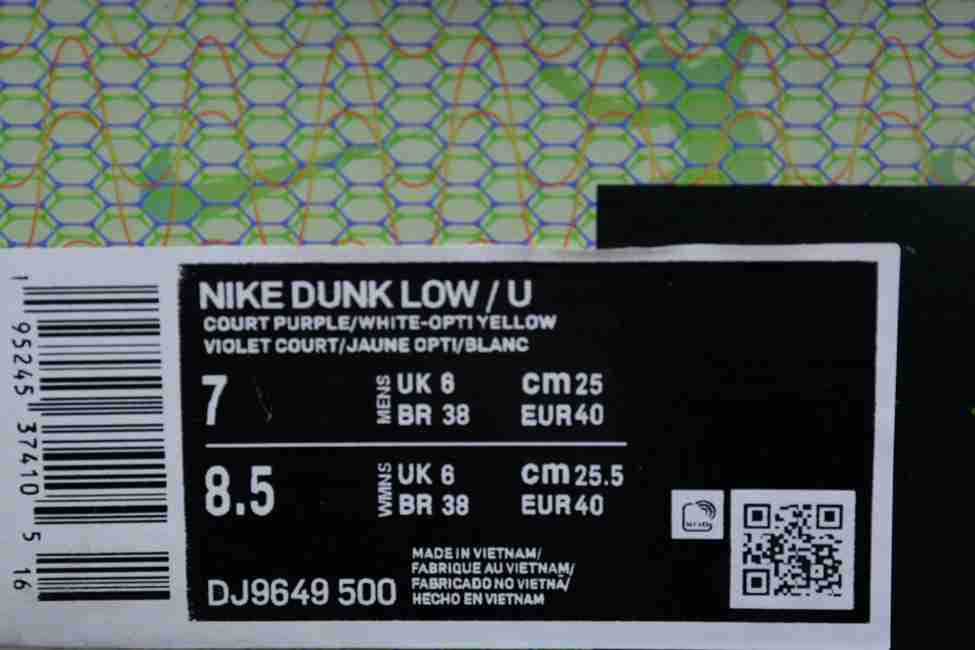 NIKE DUNK LOW / U
COURT PURPLE/WHITE-OPTI YELLOW
VIOLET COURT/JAUNE OPTI/BLANC
7 MENS UK 6 cm 25
BR 38 EUR 40
8.5 WMNS UK 6 cm 25.5
BR 38 EUR 40
MADE IN VIETNAM/
FABRIQUE AU VIETNAM/
FABRICADO NO VIETNÃ/
HECHO EN VIETNAM
DJ9649 500
1 95245 37410 5 16